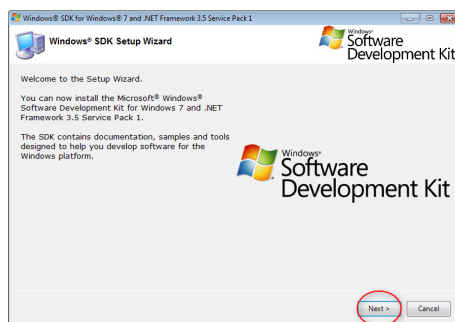 Windows® SDK for Windows® 7 and .NET Framework 3.5 Service Pack 1
Windows® SDK Setup Wizard
Windows®
Software
Development Kit
Welcome to the Setup Wizard.
You can now install the Microsoft® Windows®
Software Development Kit for Windows 7 and .NET
Framework 3.5 Service Pack 1.
The SDK contains documentation, samples and tools
designed to help you develop software for the
Windows platform.
Windows®
Software
Development Kit
Next >
Cancel